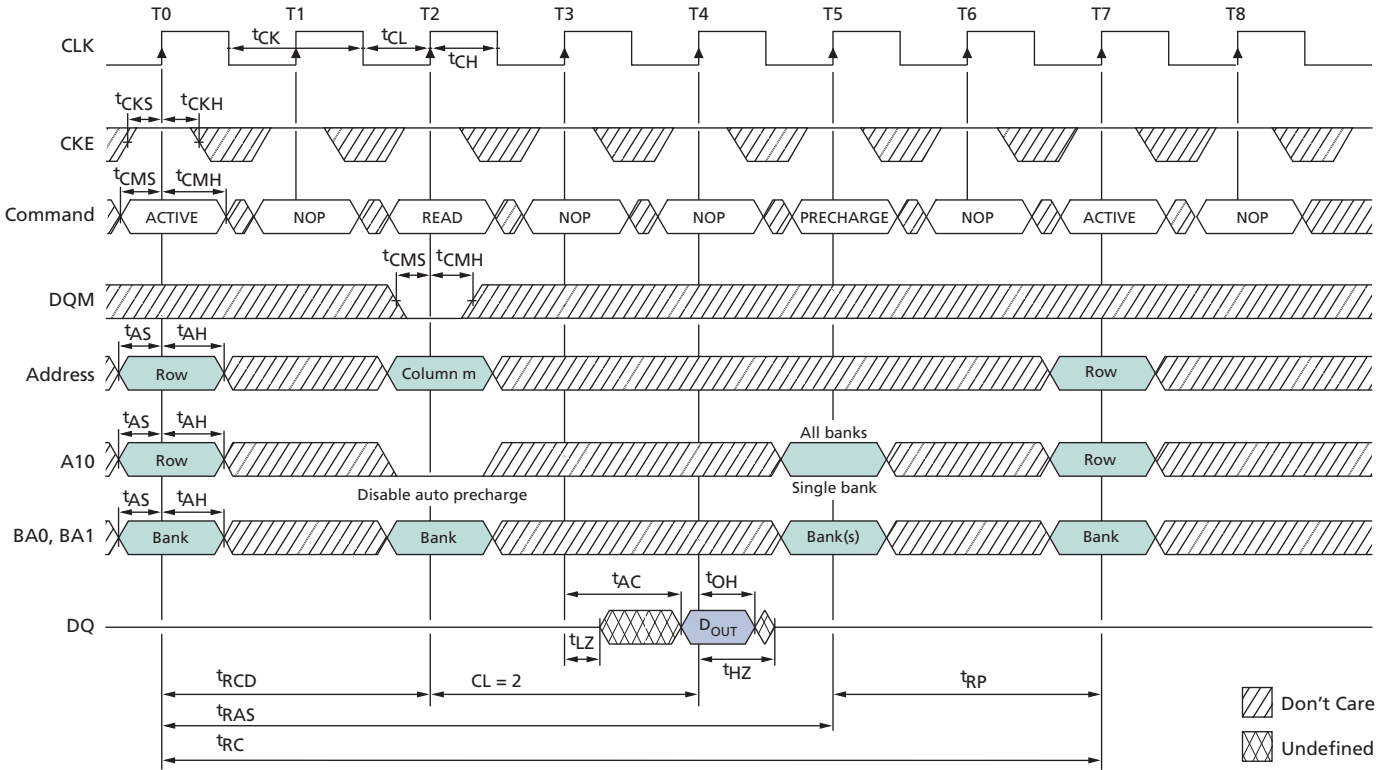 T0 T1 T2 T3 T4 T5 T6 T7 T8
CLK
tCK tCL
tCH
tCKS tCKH
CKE
tCMS tCMH
Command ACTIVE NOP READ NOP NOP PRECHARGE NOP ACTIVE NOP
tCMS tCMH
DQM
tAS tAH
Address Row Column m Row
tAS tAH All banks
A10 Row Row
Disable auto precharge Single bank
tAS tAH
BA0, BA1 Bank Bank Bank(s) Bank
tAC tOH
DQ DOUT
tLZ tHZ
tRCD CL = 2 tRP
tRAS
tRC
Don't Care
Undefined